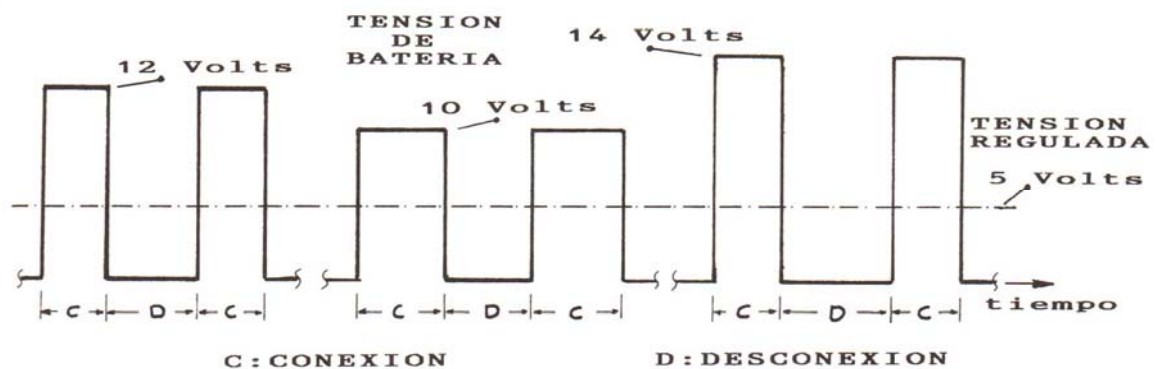 TENSION
DE
BATERIA
12 Volts
10 Volts
14 Volts
TENSION
REGULADA
5 Volts
C D C
C D C
C D C
tiempo
C:CONEXION
D:DESCONEXION